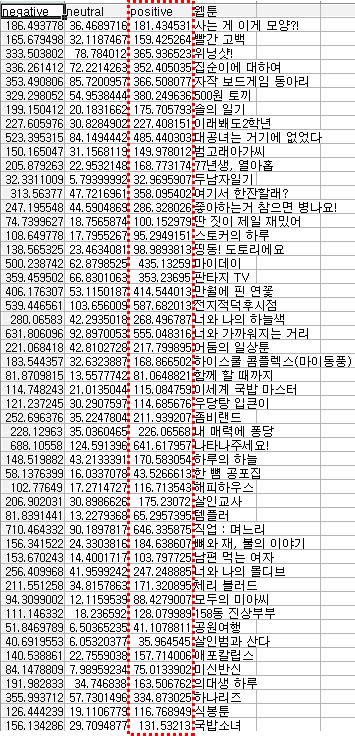 negative neutral positive 웹툰
186.493778 36.4689716 181.434531 사는 게 이게 모양?!
165.679498 32.1187467 159.425264 빨간 고백
333.503802 78.784012 365.936523 위닝샷!
336.261412 72.2214263 352.405035 집순이에 대하여
353.490806 85.7200957 366.508077 자작 보드게임 동아리
329.298052 54.9538444 380.249636 500원 토끼
199.150412 20.1831662 175.705793 솔의 일기
227.605976 30.8284902 227.408151 이래봬도2학년
523.395315 84.1494442 485.440303 대공녀는 거기에 없었다
150.165047 31.1568119 149.978012 범고래아가씨
205.879263 22.9532148 168.773174 77년생, 열아홉
32.3311009 5.79399992 32.9695907 두남자일기
313.56377 47.7216961 358.095402 여기서 한잔할래?
247.195548 44.5904869 286.328026 좋아하는거 참으면 병나요!
74.7399627 18.7565874 100.152979 딴 짓이 제일 재밌어
108.649778 17.7955267 95.2949151 스토커의 하루
138.565325 23.4634081 98.9893813 띵동! 도토리에요
500.238742 62.8798525 435.13259 마이데이
359.459502 66.8301063 353.23695 판타지 TV
406.176307 53.1150187 414.544013 만월에 핀 연꽃
539.446561 103.656009 587.682013 전지적덕후시점
280.06583 42.2935018 268.496787 너와 나의 하늘색
631.806096 92.8970053 555.048316 너와 가까워지는 거리
221.068418 42.8102728 217.799895 머돔의 일상툰
183.544357 32.6323887 168.866502 하이스쿨 콤플렉스(마이동풍)
81.8709815 13.5577742 81.0648821 함께 할 때까지
114.748243 21.0135044 115.084759 이세계 국밥 마스터
121.237245 30.2907597 114.685676 우당탕 입큰이
252.696376 35.2247804 211.939207 좀비랜드
228.12963 35.0360465 226.06568 내 매력에 퐁당
688.10558 124.591396 641.617957 나타나주세요!
148.519882 43.2133391 170.583054 하루의 하늘
58.1376399 16.0337078 43.5266613 한 뼘 공포집
102.77649 17.2714727 116.713543 해피하우스
206.902031 30.8986626 175.23072 살인교사
81.8391441 13.2279368 65.2957395 템플러
710.464332 90.1897817 646.335875 직업 : 며느리
156.341522 24.3303816 184.638607 뼈와 재, 불의 이야기
153.670243 14.4001717 103.797725 남편 먹는 여자
256.409968 41.9599242 247.248885 너와 나의 몰디브
211.551258 34.8157863 171.320895 체리 블러드
94.3099002 12.1159539 88.4279007 모두의 미아씨
111.146332 18.236592 128.079989 158동 진상부부
51.8469789 6.50365235 41.1078811 공원여행
40.6919553 6.05320377 35.964545 살인범과 산다
140.538861 22.7559038 157.714006 애포칼럽스
84.1478809 7.98959234 75.0133902 미신반신
191.982833 34.746838 163.506762 의대생 하루
355.993712 57.7301496 334.873025 하나리즈
126.444239 19.1106779 116.768949 식봉툰
156.134286 29.7094877 131.53213 국밥소녀